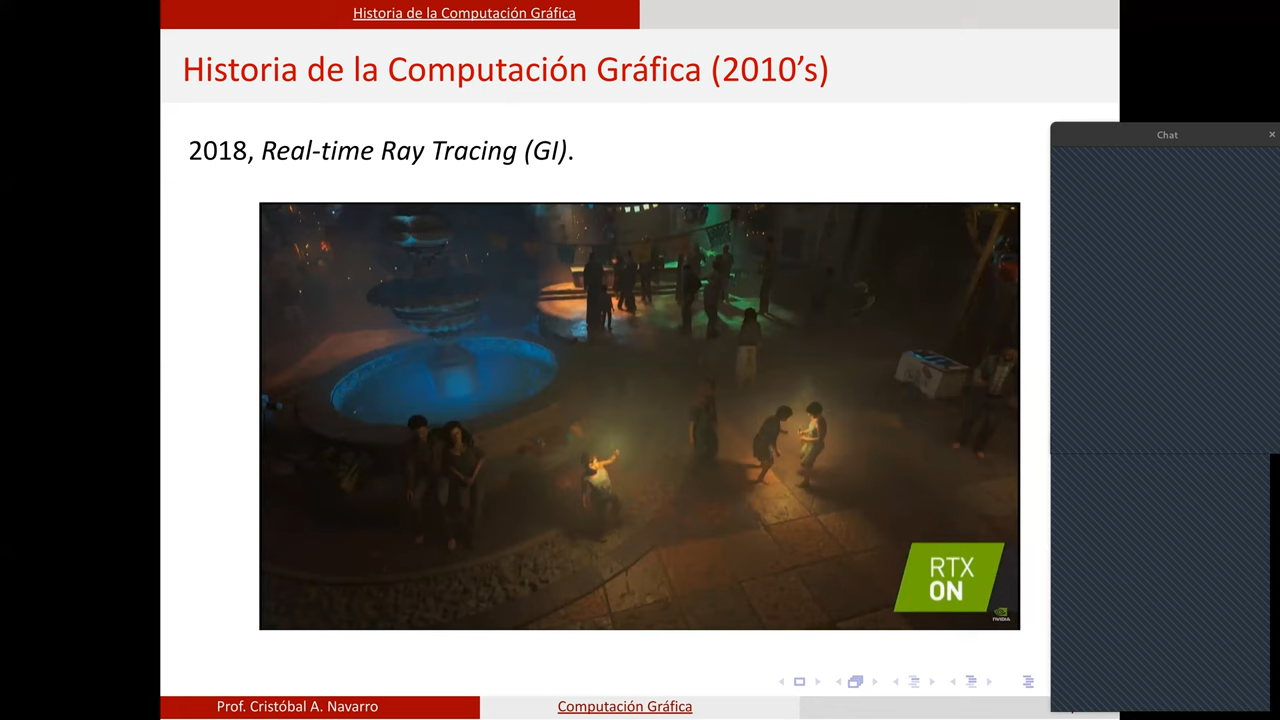 Historia de la Computación Gráfica
Historia de la Computación Gráfica (2010’s)
Chat
2018, Real-time Ray Tracing (GI).
RTX
ON
NVIDIA
Prof. Cristóbal A. Navarro
Computación Gráfica